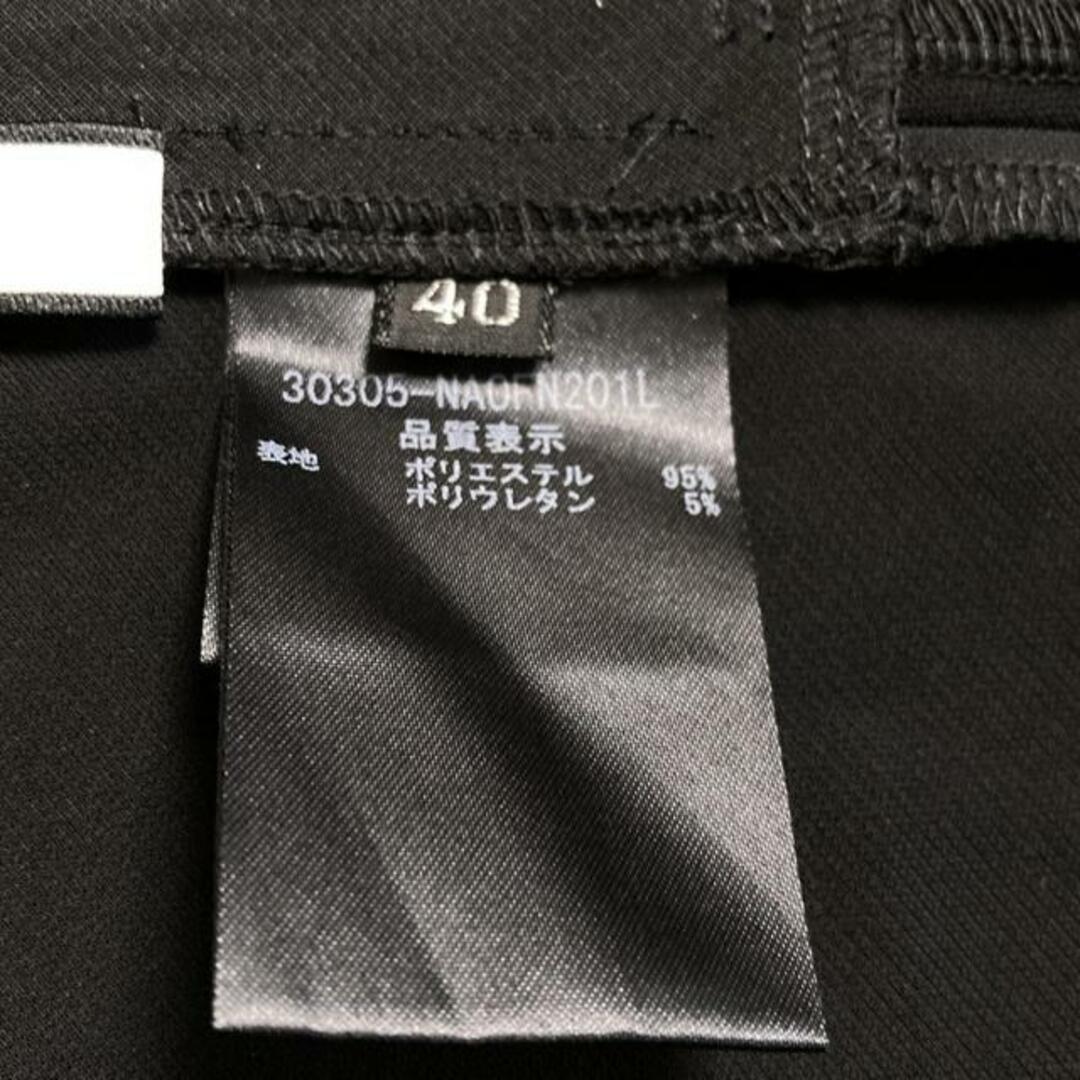 40
30305-NA0FN201L
品質表示
表地 ポリエステル 95%
ポリウレタン 5%